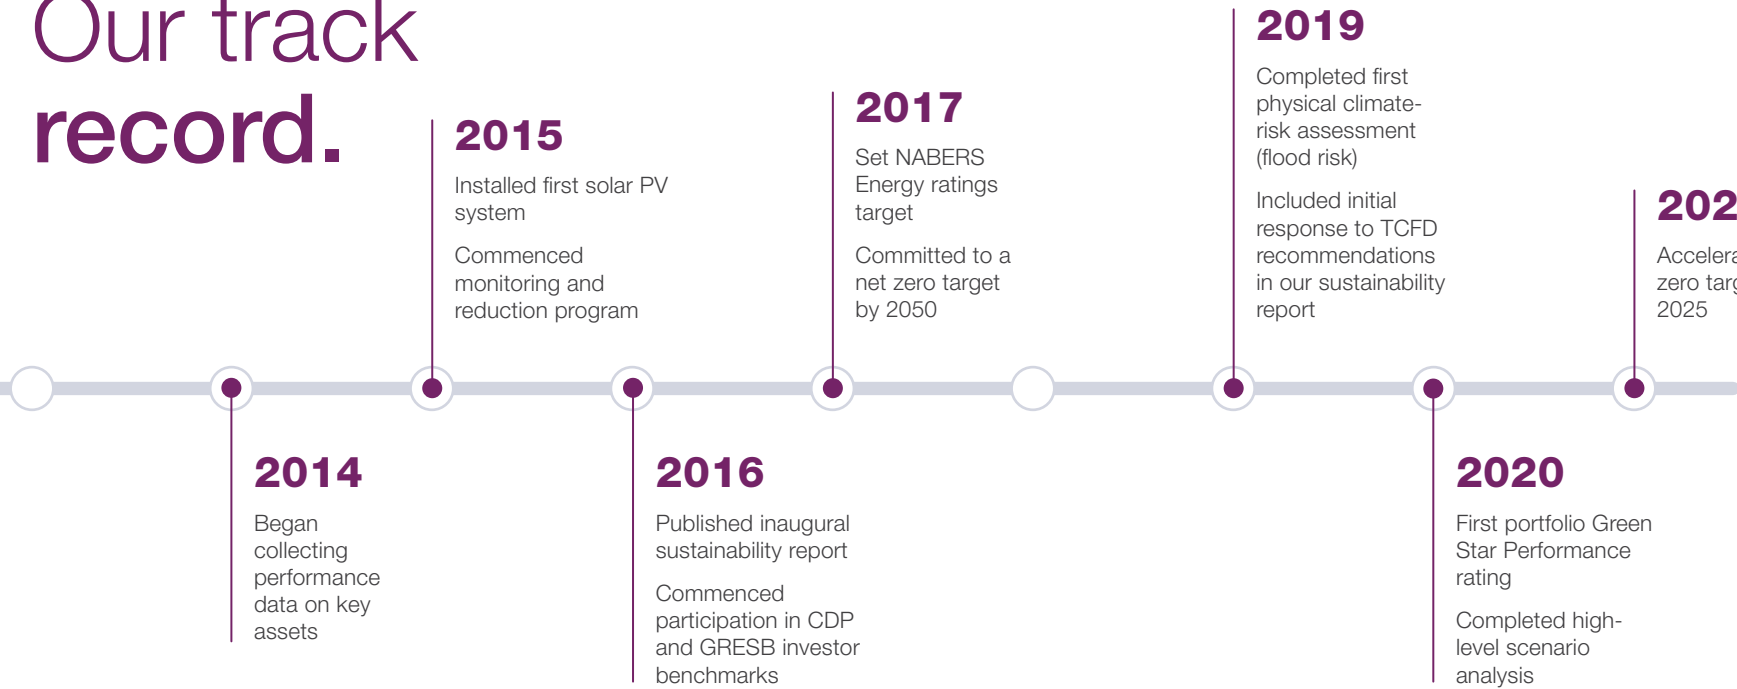 Our track
record.
2014
Began
collecting
performance
data on key
assets
2015
Installed first solar PV
system
Commenced
monitoring and
reduction program
2016
Published inaugural
sustainability report
Commenced
participation in CDP
and GRESB investor
benchmarks
2017
Set NABERS
Energy ratings
target
Committed to a
net zero target
by 2050
2019
Completed first
physical climate-
risk assessment
(flood risk)
Included initial
response to TCFD
recommendations
in our sustainability
report
2020
First portfolio Green
Star Performance
rating
Completed high-
level scenario
analysis
zero
2025